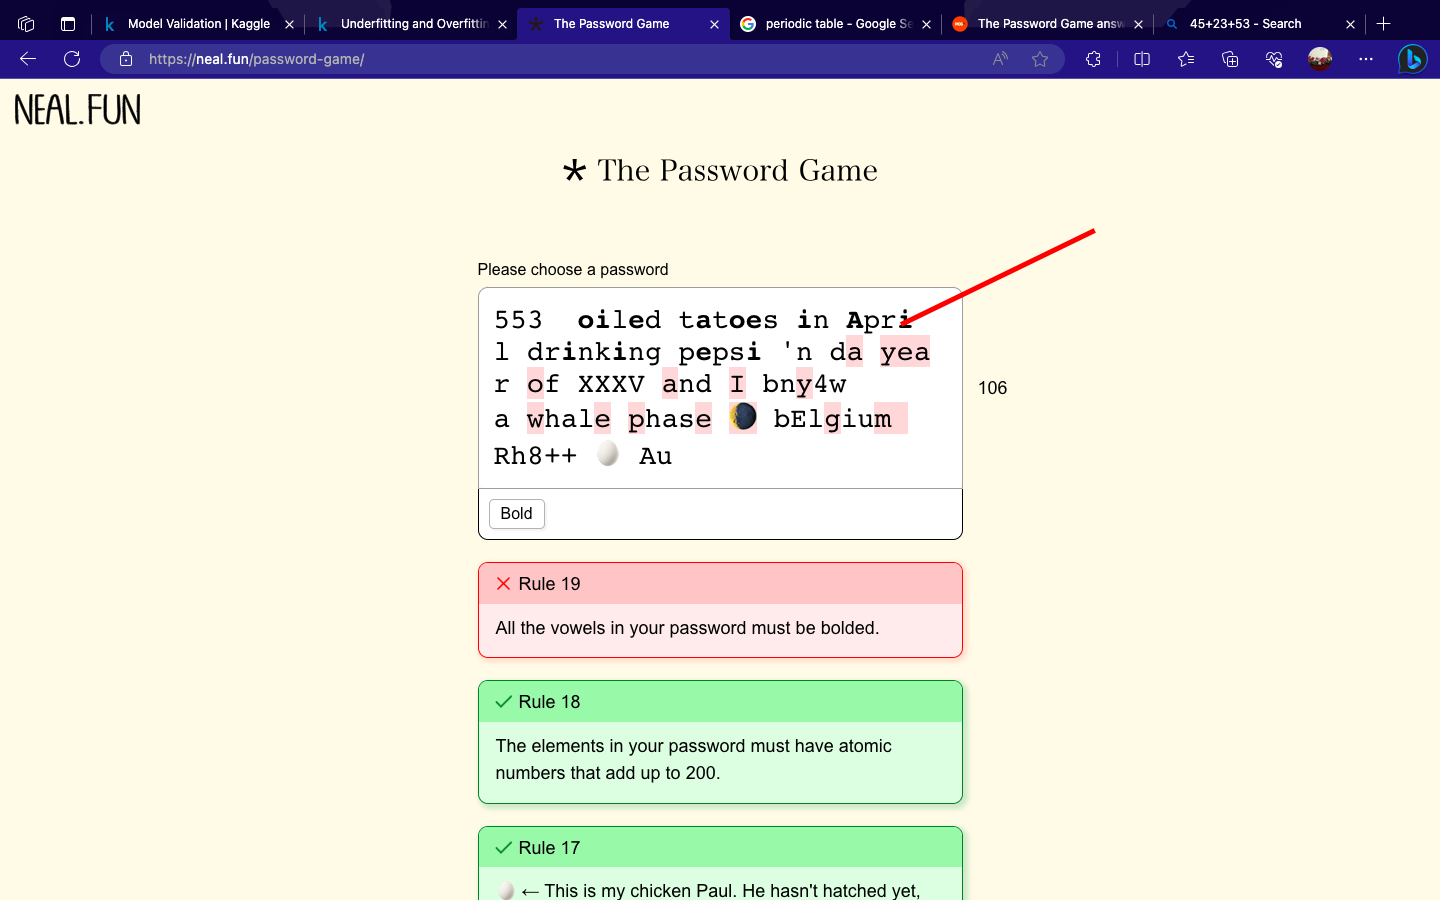 Model Validation | Kaggle
Underfitting and Overfittin
The Password Game
periodic table - Google Se
The Password Game answ
45+23+53 - Search
https://neal.fun/password-game/
NEAL.FUN
* The Password Game
Please choose a password
553  oiled tatoes in Apri
l drinking pepsi 'n da yea
r of XXXV and I bny4w
a whale phase 🌘 bElgium
Rh8++ 🥚 Au
106
Bold
Rule 19
All the vowels in your password must be bolded.
Rule 18
The elements in your password must have atomic
numbers that add up to 200.
Rule 17
🥚 ← This is my chicken Paul. He hasn't hatched yet,